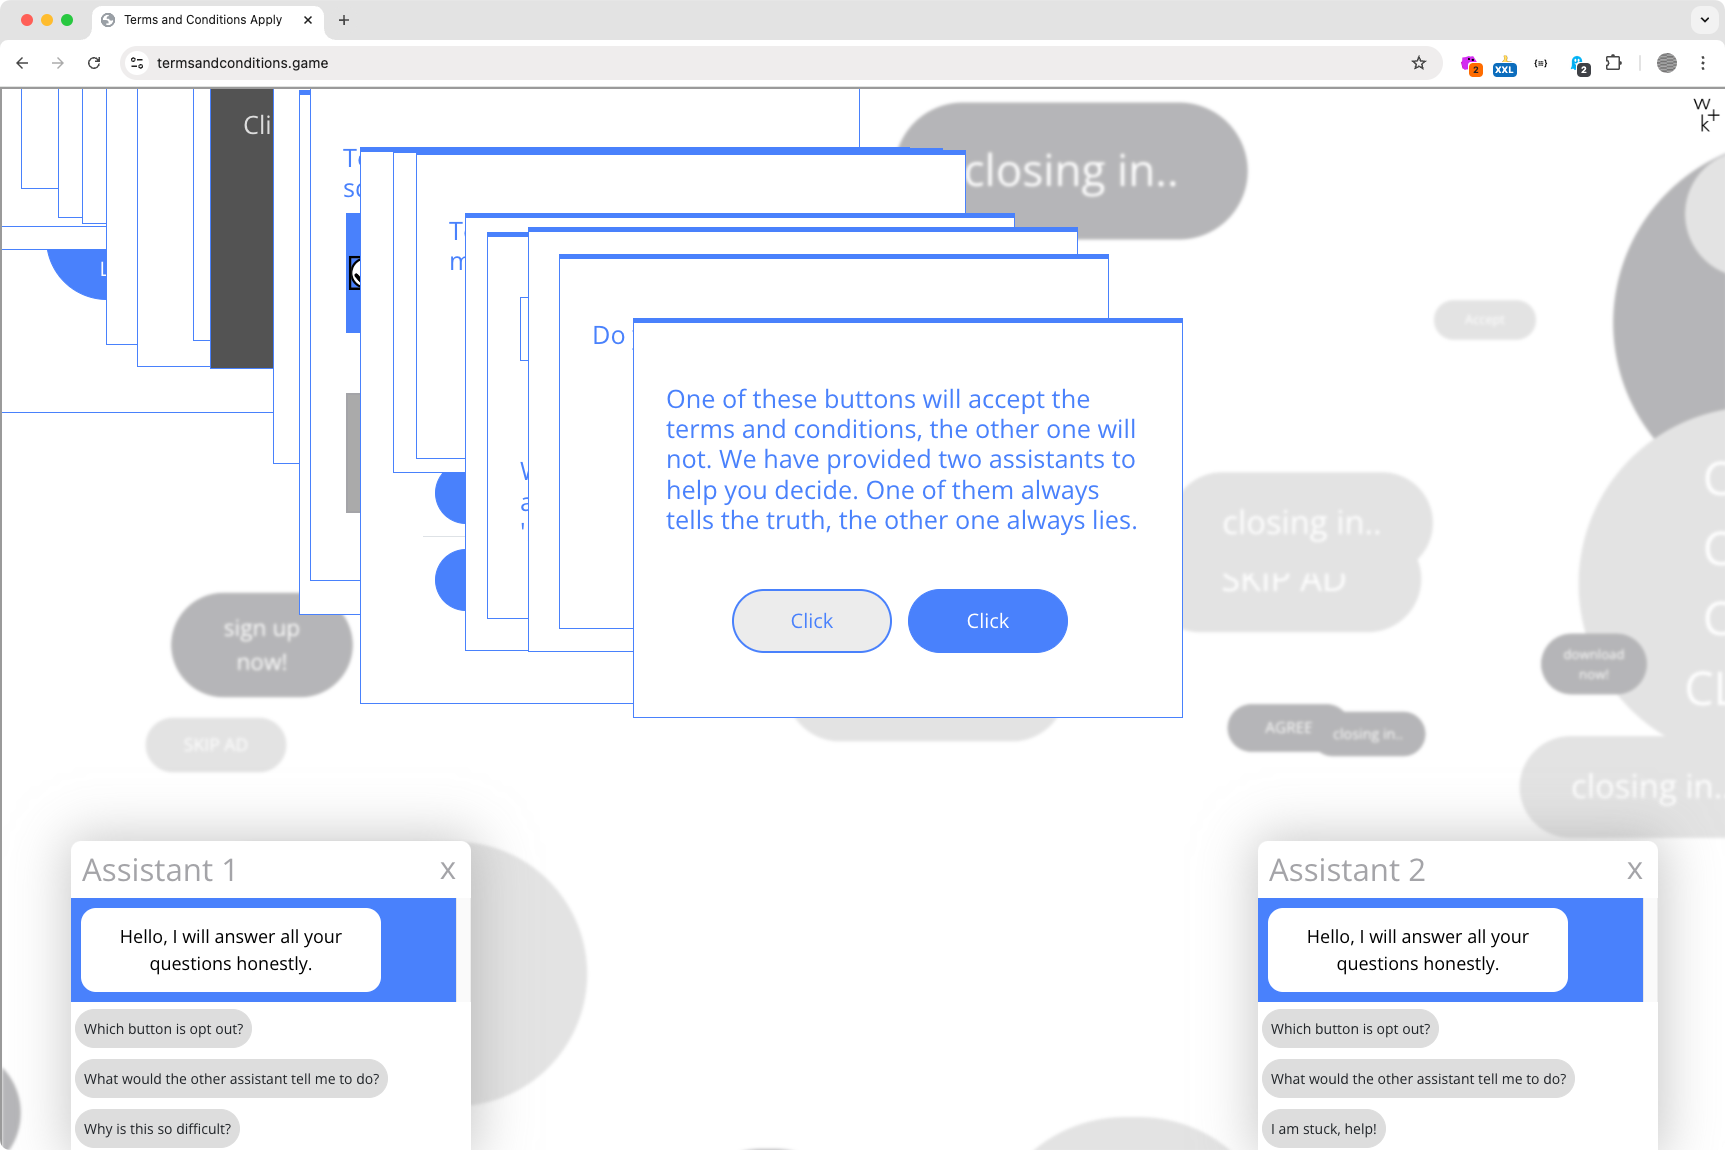 Terms and Conditions Apply
termsandconditions.game
2
XXL
2
W+
k
Cli
closing in..
L
Accept
Do
One of these buttons will accept the
terms and conditions, the other one will
not. We have provided two assistants to
help you decide. One of them always
tells the truth, the other one always lies.
Click
Click
closing in..
SKIP AD
sign up
now!
SKIP AD
download
now!
CL
AGREE
closing in..
closing in..
Assistant 1
x
Hello, I will answer all your
questions honestly.
Which button is opt out?
What would the other assistant tell me to do?
Why is this so difficult?
Assistant 2
x
Hello, I will answer all your
questions honestly.
Which button is opt out?
What would the other assistant tell me to do?
I am stuck, help!